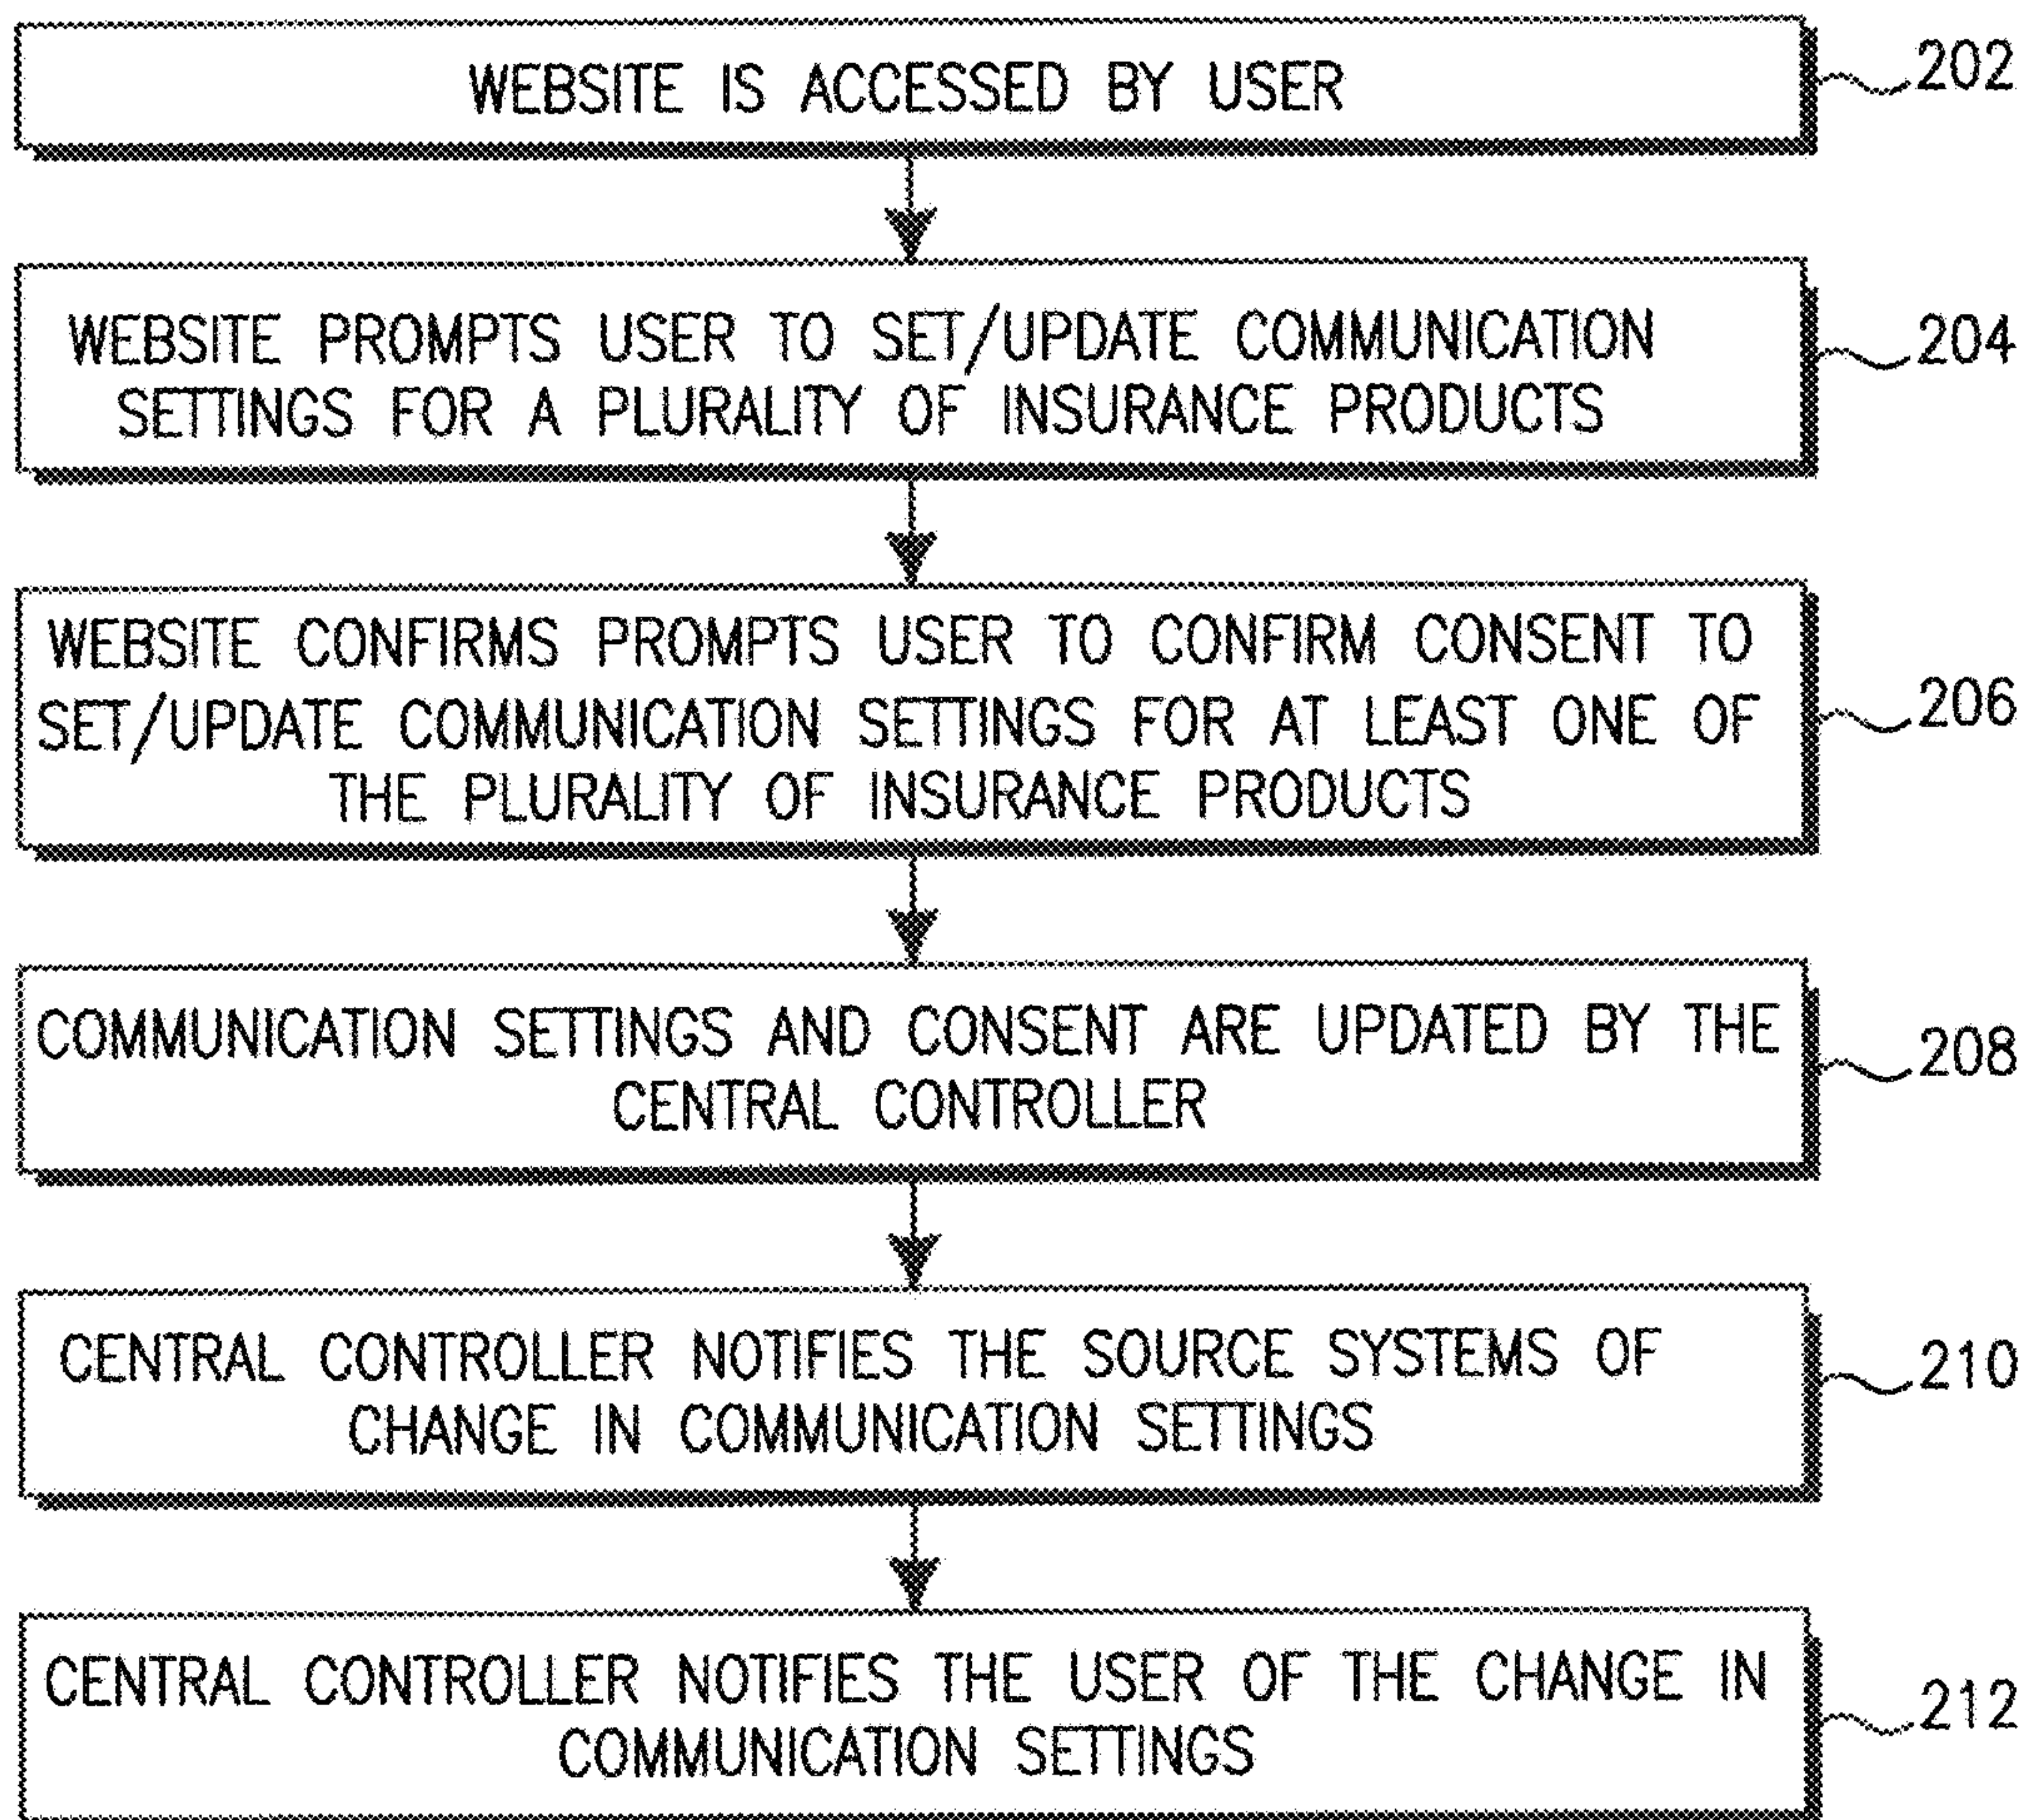 WEBSITE IS ACCESSED BY USER
202
WEBSITE PROMPTS USER TO SET/UPDATE COMMUNICATION
SETTINGS FOR A PLURALITY OF INSURANCE PRODUCTS
204
WEBSITE CONFIRMS PROMPTS USER TO CONFIRM CONSENT TO
SET/UPDATE COMMUNICATION SETTINGS FOR AT LEAST ONE OF
THE PLURALITY OF INSURANCE PRODUCTS
206
COMMUNICATION SETTINGS AND CONSENT ARE UPDATED BY THE
CENTRAL CONTROLLER
208
CENTRAL CONTROLLER NOTIFIES THE SOURCE SYSTEMS OF
CHANGE IN COMMUNICATION SETTINGS
210
CENTRAL CONTROLLER NOTIFIES THE USER OF THE CHANGE IN
COMMUNICATION SETTINGS
212